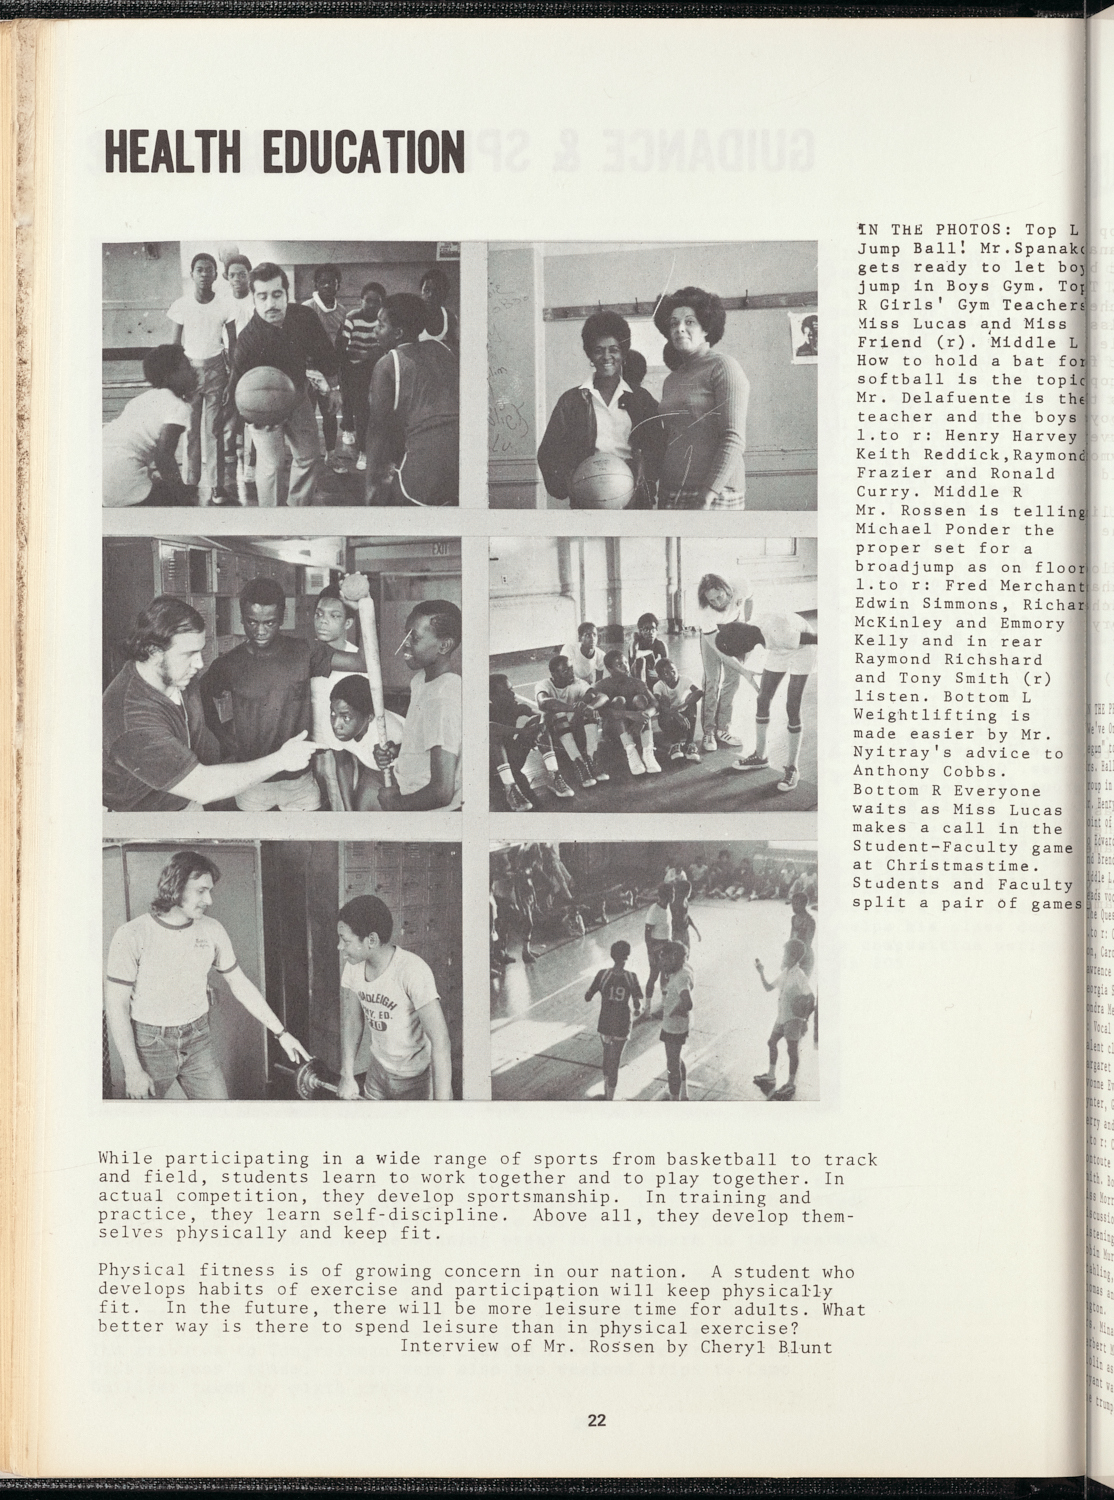 HEALTH EDUCATION
IN THE PHOTOS: Top L
Jump Ball! Mr.Spanako
gets ready to let boy
jump in Boys Gym. Top
R Girls' Gym Teachers
Miss Lucas and Miss
Friend (r). Middle L
How to hold a bat for
softball is the topic
Mr. Delafuente is the
teacher and the boys
l.to r: Henry Harvey
Keith Reddick,Raymond
Frazier and Ronald
Curry. Middle R
Mr. Rossen is telling
Michael Ponder the
proper set for a
broadjump as on floor
l.to r: Fred Merchant
Edwin Simmons, Richar
McKinley and Emmory
Kelly and in rear
Raymond Richshard
and Tony Smith (r)
listen. Bottom L
Weightlifting is
made easier by Mr.
Nyitray's advice to
Anthony Cobbs.
Bottom R Everyone
waits as Miss Lucas
makes a call in the
Student-Faculty game
at Christmastime.
Students and Faculty
split a pair of games
EXIT
19
While participating in a wide range of sports from basketball to track
and field, students learn to work together and to play together. In
actual competition, they develop sportsmanship. In training and
practice, they learn self-discipline. Above all, they develop them-
selves physically and keep fit.
Physical fitness is of growing concern in our nation. A student who
develops habits of exercise and participation will keep physically
fit. In the future, there will be more leisure time for adults. What
better way is there to spend leisure than in physical exercise?
Interview of Mr. Rossen by Cheryl Blunt
22